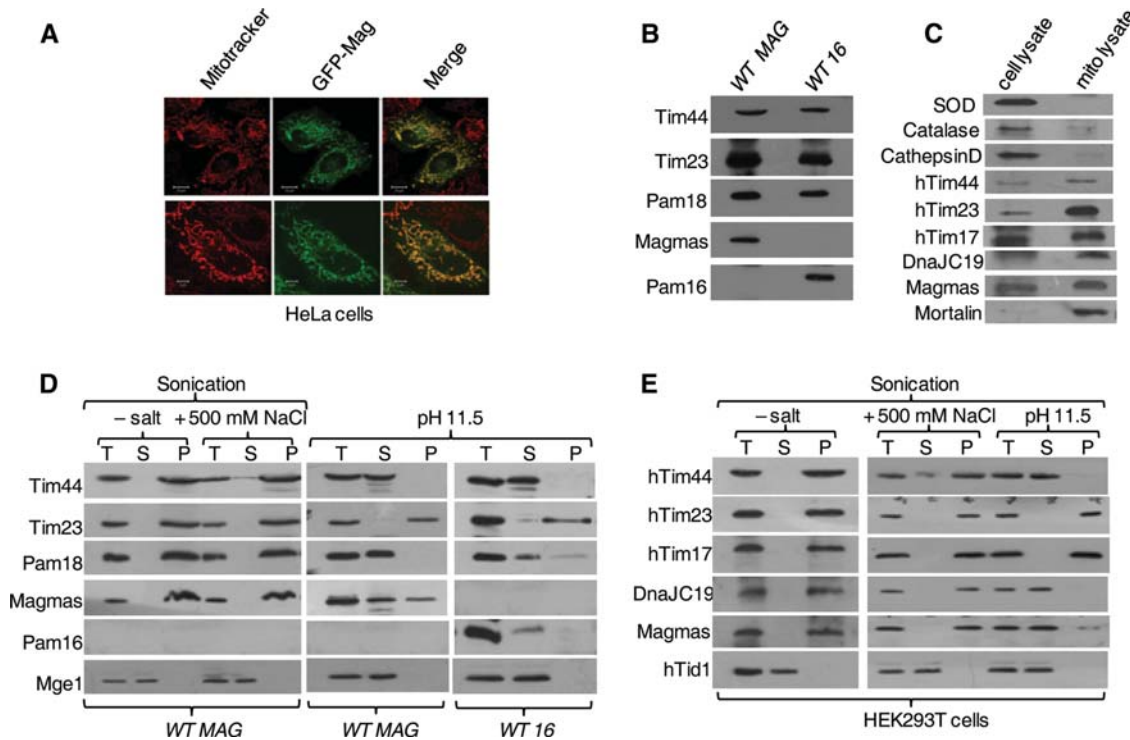 A
Mitotracker
GFP-Mag
Merge
HeLa cells
B
WT MAG
WT 16
Tim44
Tim23
Pam18
Magmas
Pam16
C
cell lysate
mito lysate
SOD
Catalase
CathepsinD
hTim44
hTim23
hTim17
DnaJC19
Magmas
Mortalin
D
Sonication
– salt +500 mM NaCl pH 11.5
T S P T S P T S P T S P
Tim44
Tim23
Pam18
Magmas
Pam16
Mge1
WT MAG WT MAG WT 16
E
Sonication
– salt +500 mM NaCl pH 11.5
T S P T S P T S P
hTim44
hTim23
hTim17
DnaJC19
Magmas
hTid1
HEK293T cells